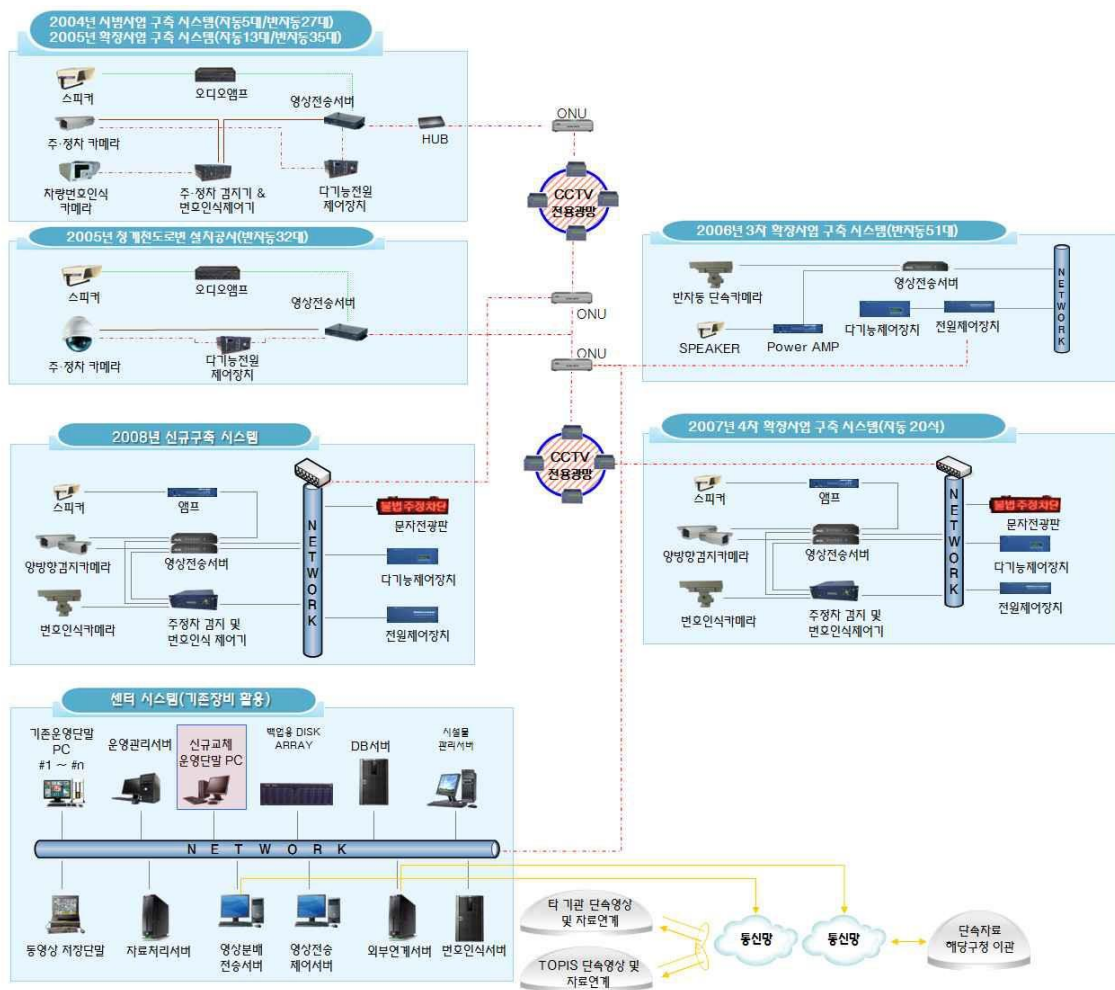 2004년 시범사업 구축 시스템(자동5대/반자동27대)
2005년 확장사업 구축 시스템(자동13대/반자동35대)
스피커
오디오앰프
영상전송서버
주·정차 카메라
HUB
차량번호인식
카메라
주·정차 감지기 &
번호인식제어기
다기능전원
제어장치
ONU
CCTV
전용광망
2005년 청계천도로변 설치공사(반자동32대)
스피커
오디오앰프
영상전송서버
주·정차 카메라
다기능전원
제어장치
ONU
ONU
CCTV
전용광망
2006년 3차 확장사업 구축 시스템(반자동51대)
반자동 단속카메라
영상전송서버
SPEAKER
Power AMP
다기능제어장치
전원제어장치
NETWORK
2008년 신규구축 시스템
스피커
앰프
양방향감지카메라
영상전송서버
번호인식카메라
주정차 감지 및
번호인식 제어기
NETWORK
불법주정차단
문자전광판
다기능제어장치
전원제어장치
2007년 4차 확장사업 구축 시스템(자동 20식)
스피커
앰프
양방향감지카메라
영상전송서버
번호인식카메라
주정차 감지 및
번호인식제어기
NETWORK
불법주정차단
문자전광판
다기능제어장치
전원제어장치
센터 시스템(기존장비 활용)
기존운영단말
PC
#1 ~ #n
운영관리서버
신규교체
운영단말 PC
백업용 DISK
ARRAY
DB서버
시설물
관리서버
NETWORK
동영상 저장단말
자료처리서버
영상분배
전송서버
영상전송
제어서버
외부연계서버
번호인식서버
타 기관 단속영상
및 자료연계
TOPIS 단속영상 및
자료연계
통신망
통신망
단속자료
해당구청 이관